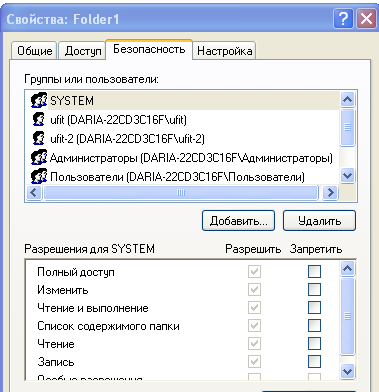 Свойства: Folder1
Общие Доступ Безопасность Настройка
Группы или пользователи:
SYSTEM
ufit (DARIA-22CD3C16F\ufit)
ufit-2 (DARIA-22CD3C16F\ufit-2)
Администраторы (DARIA-22CD3C16F\Администраторы)
Пользователи (DARIA-22CD3C16F\Пользователи)
Добавить... Удалить
Разрешения для SYSTEM Разрешить Запретить
Полный доступ
Изменить
Чтение и выполнение
Список содержимого папки
Чтение
Запись
Особые разрешения